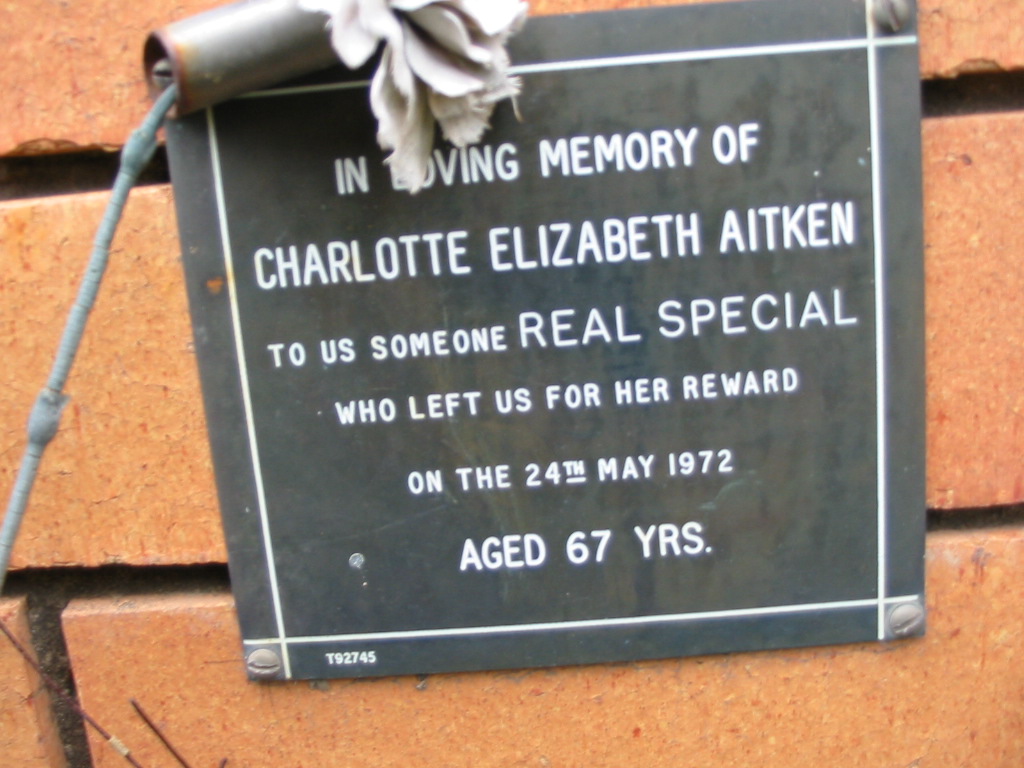 IN LOVING MEMORY OF
CHARLOTTE ELIZABETH AITKEN
TO US SOMEONE REAL SPECIAL
WHO LEFT US FOR HER REWARD
ON THE 24TH MAY 1972
AGED 67 YRS.
T92745